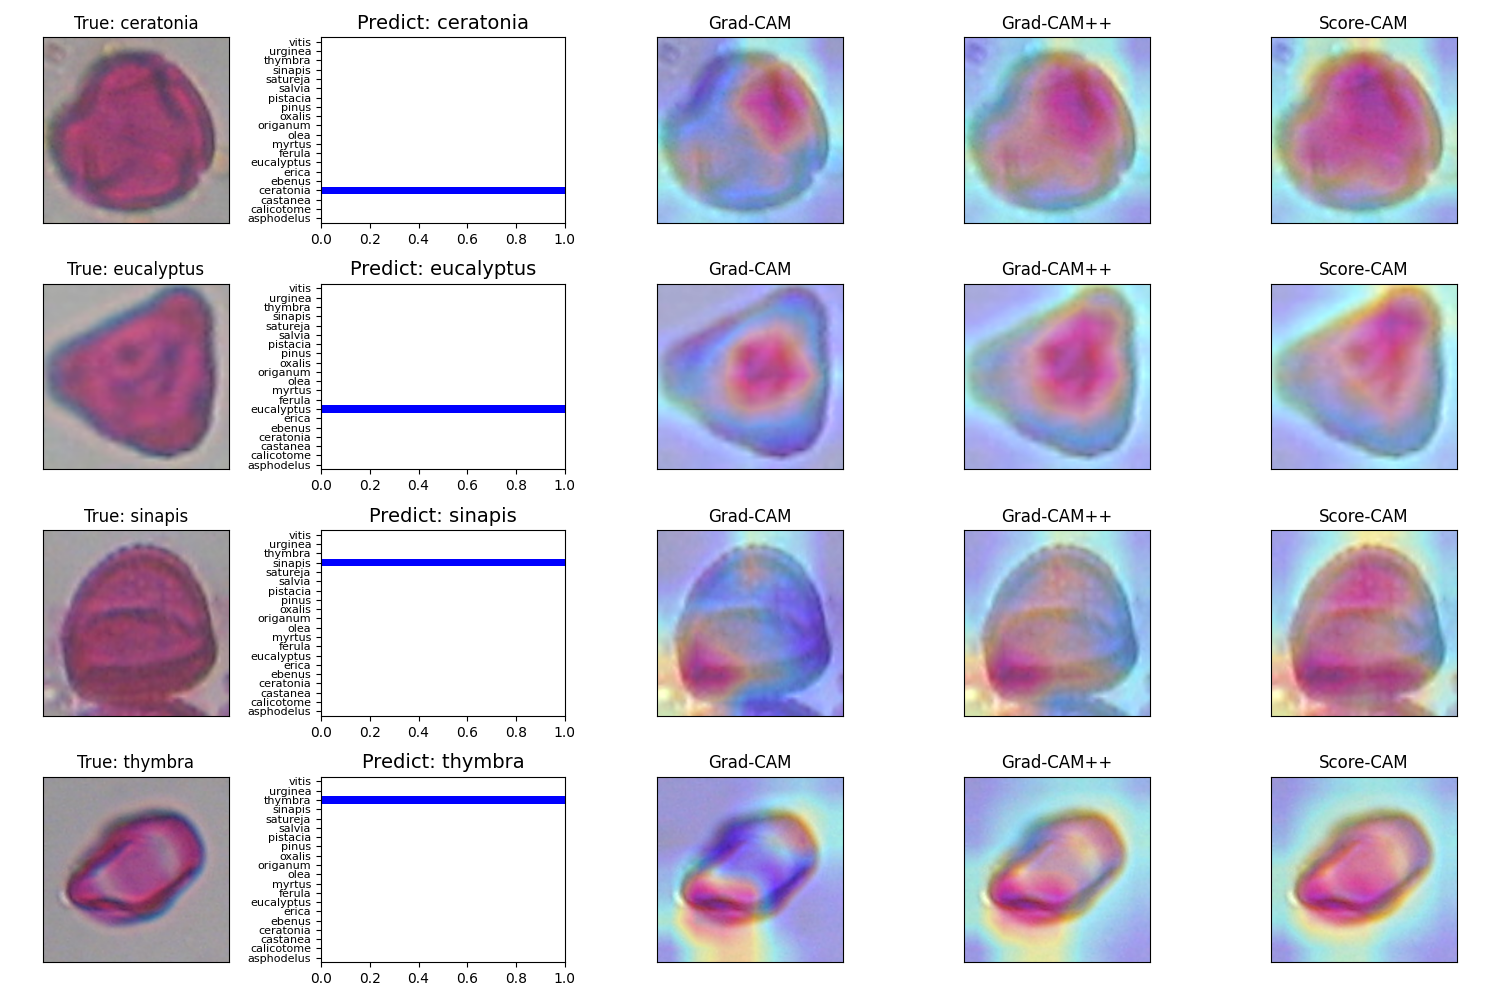 True: ceratonia
Predict: ceratonia
Grad-CAM
Grad-CAM++
Score-CAM
vitis
urginea
thymbra
sinapis
satureja
salvia
pistacia
pinus
oxalis
origanum
olea
myrtus
ferula
eucalyptus
erica
ebenus
ceratonia
castanea
calicotome
asphodelus
0.0 0.2 0.4 0.6 0.8 1.0
True: eucalyptus
Predict: eucalyptus
Grad-CAM
Grad-CAM++
Score-CAM
vitis
urginea
thymbra
sinapis
satureja
salvia
pistacia
pinus
oxalis
origanum
olea
myrtus
ferula
eucalyptus
erica
ebenus
ceratonia
castanea
calicotome
asphodelus
0.0 0.2 0.4 0.6 0.8 1.0
True: sinapis
Predict: sinapis
Grad-CAM
Grad-CAM++
Score-CAM
vitis
urginea
thymbra
sinapis
satureja
salvia
pistacia
pinus
oxalis
origanum
olea
myrtus
ferula
eucalyptus
erica
ebenus
ceratonia
castanea
calicotome
asphodelus
0.0 0.2 0.4 0.6 0.8 1.0
True: thymbra
Predict: thymbra
Grad-CAM
Grad-CAM++
Score-CAM
vitis
urginea
thymbra
sinapis
satureja
salvia
pistacia
pinus
oxalis
origanum
olea
myrtus
ferula
eucalyptus
erica
ebenus
ceratonia
castanea
calicotome
asphodelus
0.0 0.2 0.4 0.6 0.8 1.0